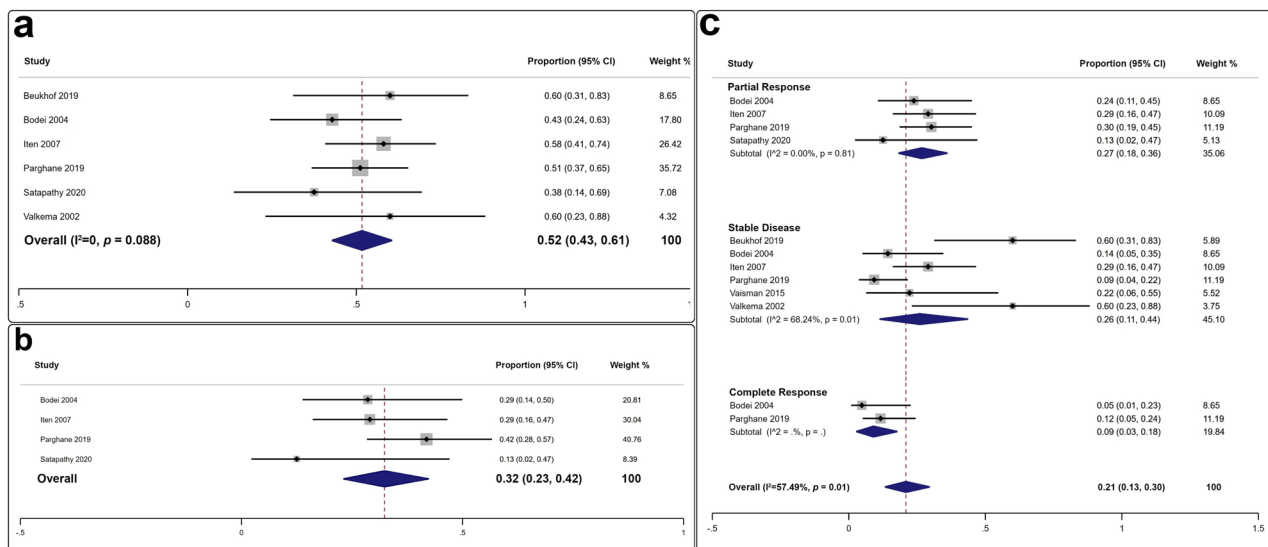 a
Study Proportion (95% CI) Weight %
Beukhof 2019 0.60 (0.31, 0.83) 8.65
Bodei 2004 0.43 (0.24, 0.63) 17.80
Iten 2007 0.58 (0.41, 0.74) 26.42
Parghane 2019 0.51 (0.37, 0.65) 35.72
Satapathy 2020 0.38 (0.14, 0.69) 7.08
Valkema 2002 0.60 (0.23, 0.88) 4.32
Overall (I²=0, p = 0.088) 0.52 (0.43, 0.61) 100
.5 0 .5 1
b
Study Proportion (95% CI) Weight %
Bodei 2004 0.29 (0.14, 0.50) 20.81
Iten 2007 0.29 (0.16, 0.47) 30.04
Parghane 2019 0.42 (0.28, 0.57) 40.76
Satapathy 2020 0.13 (0.02, 0.47) 8.39
Overall 0.32 (0.23, 0.42) 100
-.5 0 .5 1
c
Study Proportion (95% CI) Weight %
Partial Response
Bodei 2004 0.24 (0.11, 0.45) 8.65
Iten 2007 0.29 (0.16, 0.47) 10.09
Parghane 2019 0.30 (0.19, 0.45) 11.19
Satapathy 2020 0.13 (0.02, 0.47) 5.13
Subtotal (I^2 = 0.00%, p = 0.81) 0.27 (0.18, 0.36) 35.06
Stable Disease
Beukhof 2019 0.60 (0.31, 0.83) 5.89
Bodei 2004 0.14 (0.05, 0.35) 8.65
Iten 2007 0.29 (0.16, 0.47) 10.09
Parghane 2019 0.09 (0.04, 0.22) 11.19
Vaisman 2015 0.22 (0.06, 0.55) 5.52
Valkema 2002 0.60 (0.23, 0.88) 3.75
Subtotal (I^2 = 68.24%, p = 0.01) 0.26 (0.11, 0.44) 45.10
Complete Response
Bodei 2004 0.05 (0.01, 0.23) 8.65
Parghane 2019 0.12 (0.05, 0.24) 11.19
Subtotal (I^2 = .%, p = .) 0.09 (0.03, 0.18) 19.84
Overall (I²=57.49%, p = 0.01) 0.21 (0.13, 0.30) 100
-.5 0 .5 1 1.5